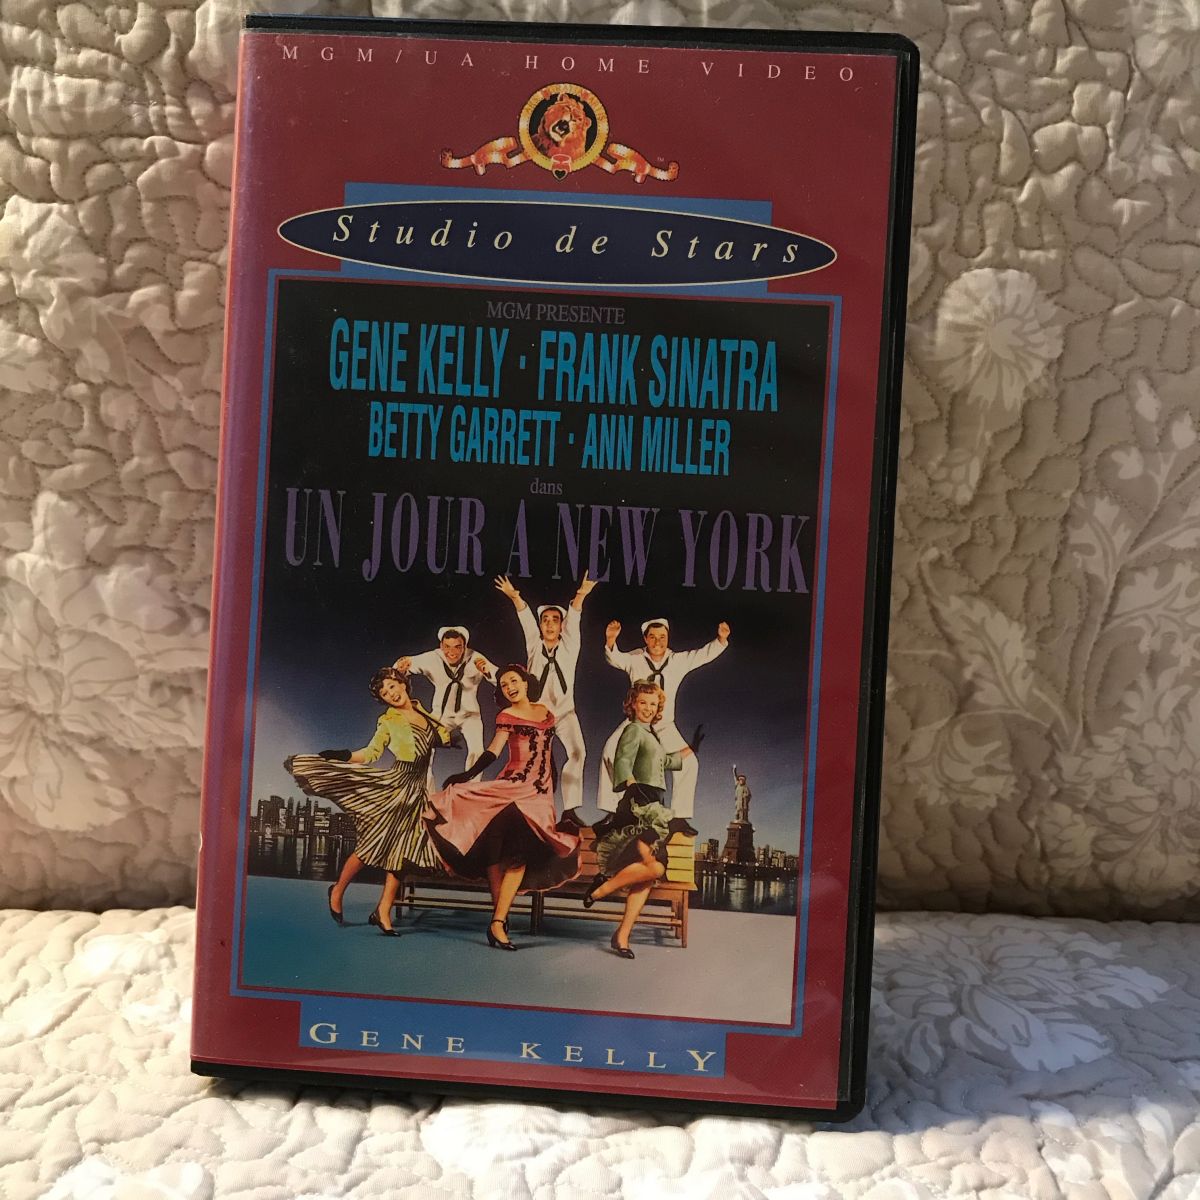 MGM/UA HOME VIDEO
Studio de Stars
MGM PRESENTE
GENE KELLY · FRANK SINATRA
BETTY GARRETT · ANN MILLER
dans
UN JOUR A NEW YORK
GENE KELLY